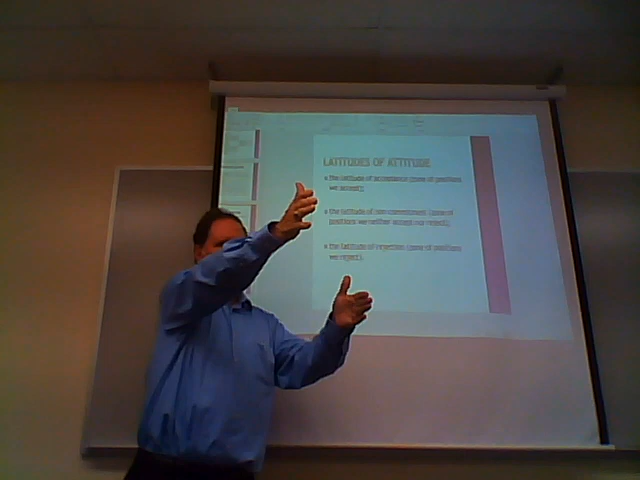 LATITUDES OF ATTITUDE
the latitude of acceptance (zone of positions
we accept);
the latitude of non-commitment (zone of
positions we neither accept nor reject);
the latitude of rejection (zone of positions
we reject).